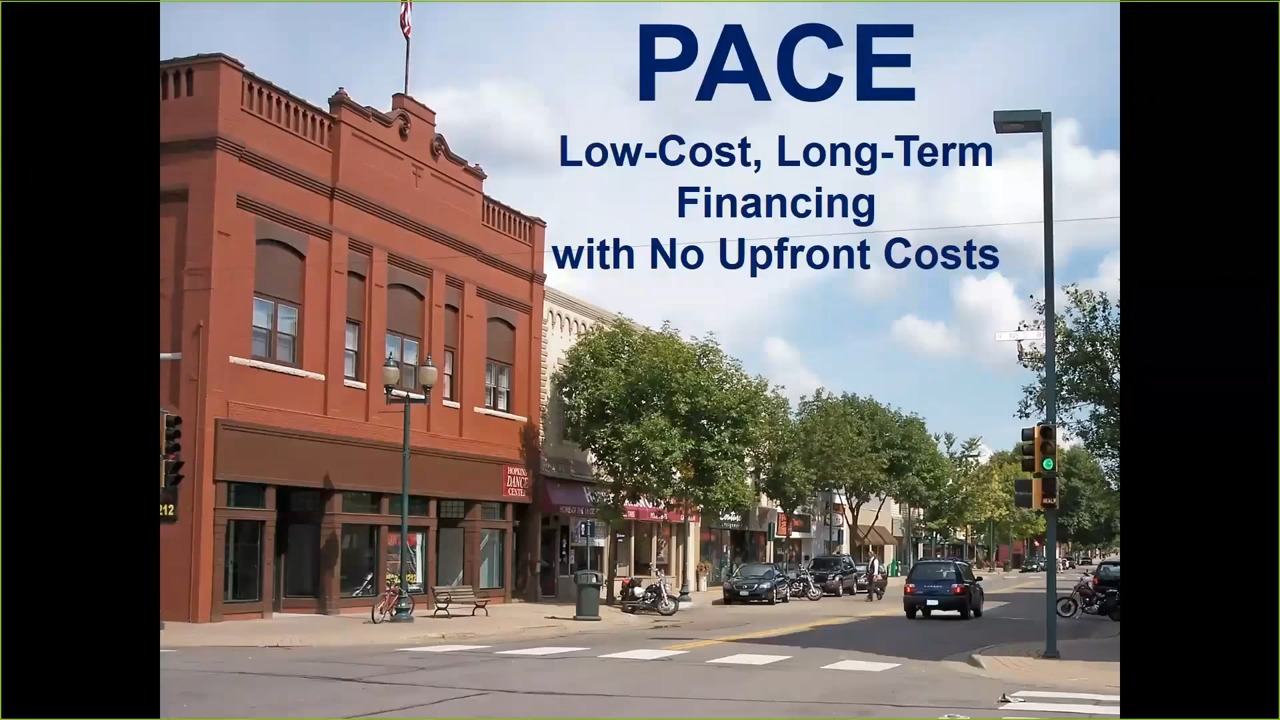 PACE
Low-Cost, Long-Term
Financing
with No Upfront Costs
HOPKINS
DANCE
CENTER
212